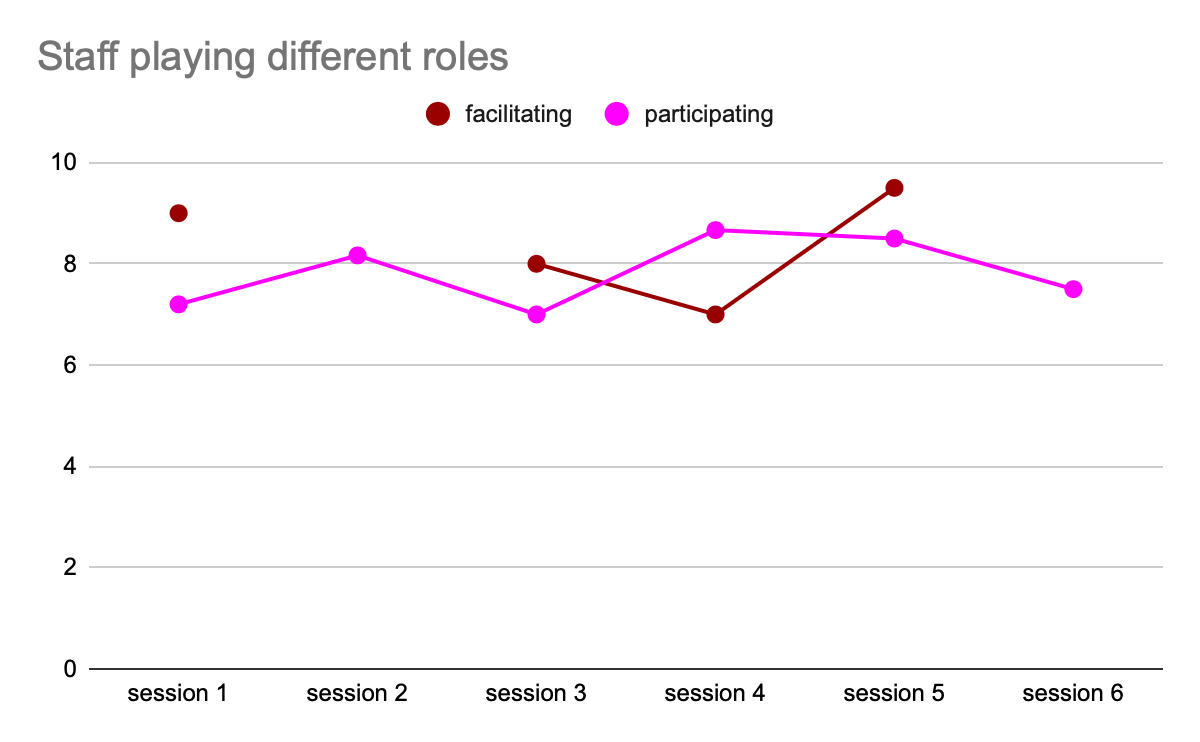 Staff playing different roles
facilitating participating
10
8
6
4
2
0
session 1 session 2 session 3 session 4 session 5 session 6